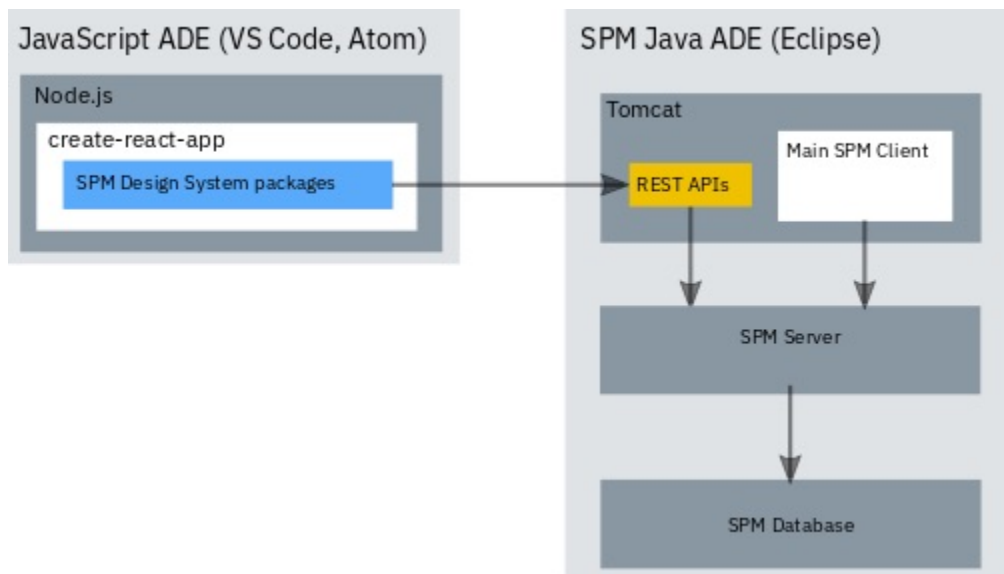 JavaScript ADE (VS Code, Atom)
Node.js
create-react-app
SPM Design System packages
SPM Java ADE (Eclipse)
Tomcat
Main SPM Client
REST APIs
SPM Server
SPM Database